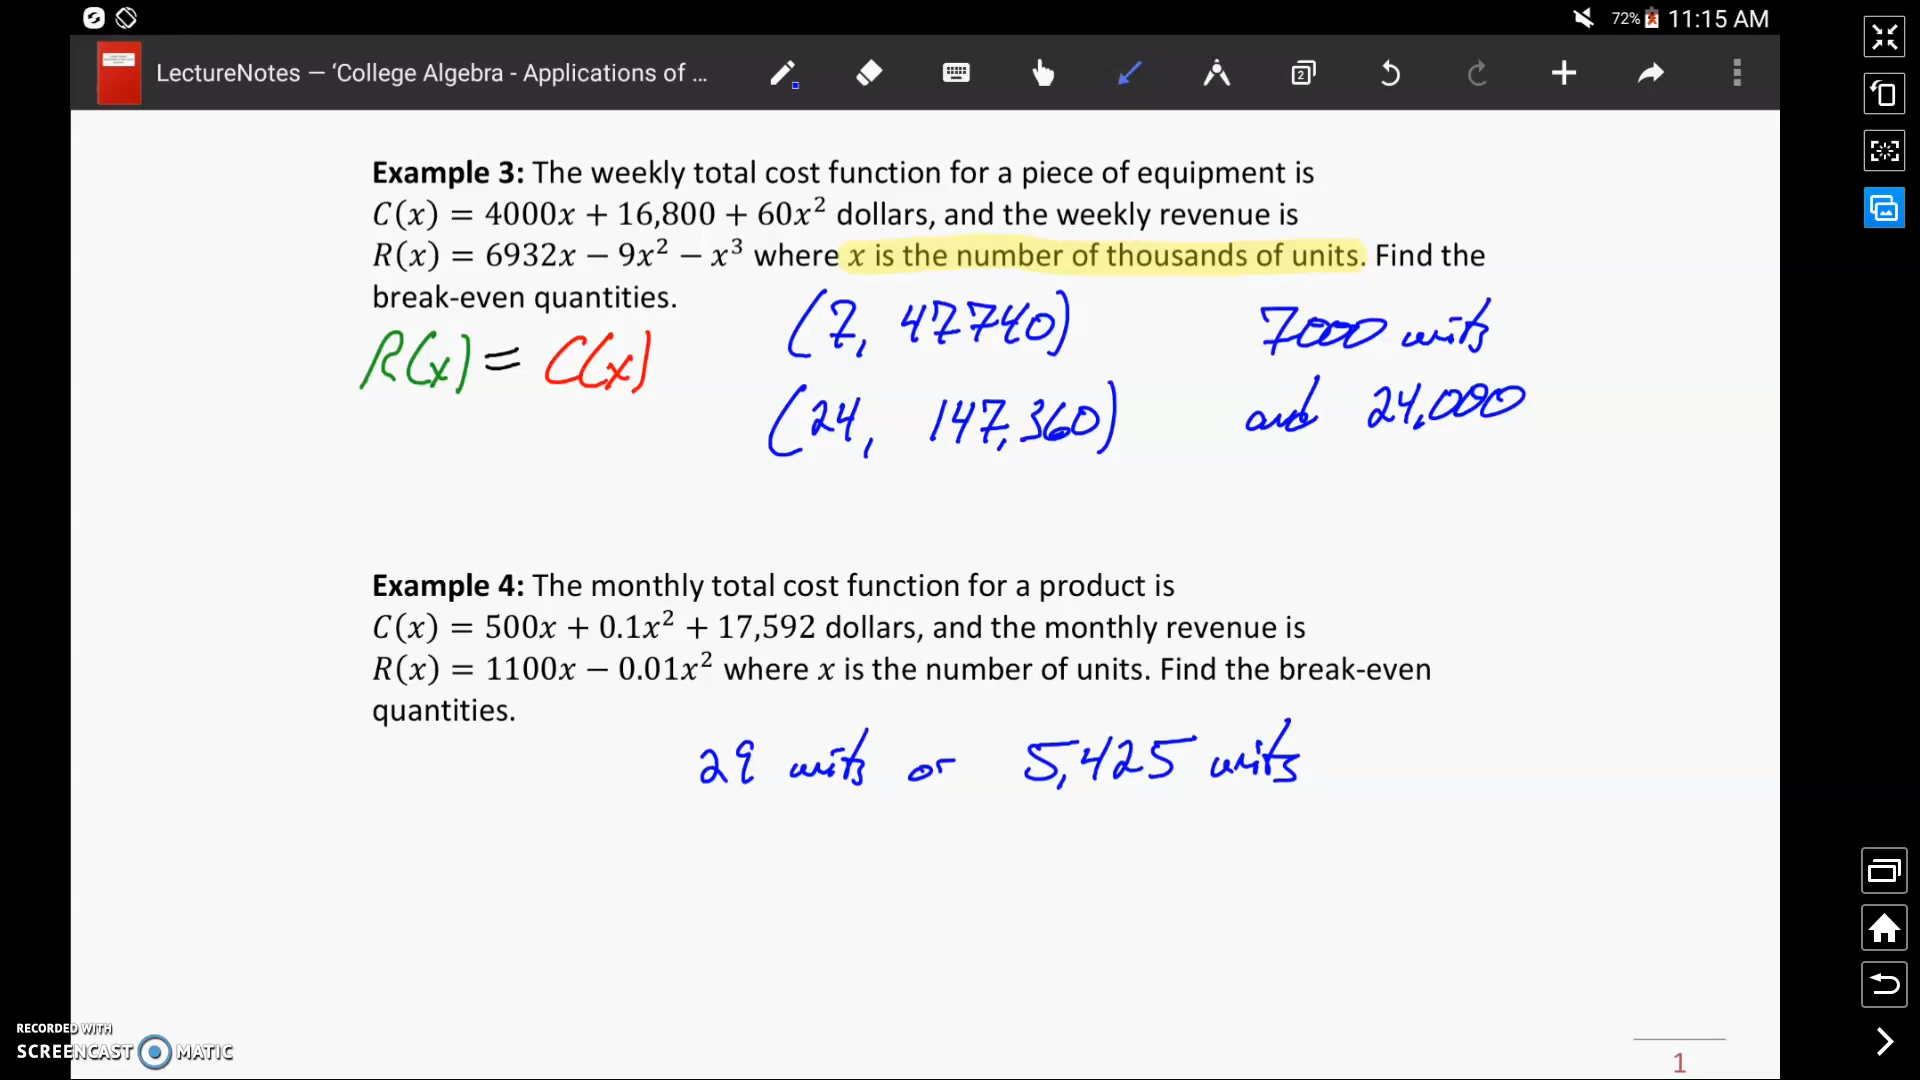 72% 11:15 AM
LectureNotes — ‘College Algebra - Applications of ...
2
Example 3: The weekly total cost function for a piece of equipment is
C(x) = 4000x + 16,800 + 60x² dollars, and the weekly revenue is
R(x) = 6932x − 9x² − x³ where x is the number of thousands of units. Find the
break-even quantities.
(7, 47740) 7000 units
R(x) = C(x)
(24, 147,360) and 24,000
Example 4: The monthly total cost function for a product is
C(x) = 500x + 0.1x² + 17,592 dollars, and the monthly revenue is
R(x) = 1100x − 0.01x² where x is the number of units. Find the break-even
quantities.
29 units or 5,425 units
RECORDED WITH
SCREENCAST MATIC
1